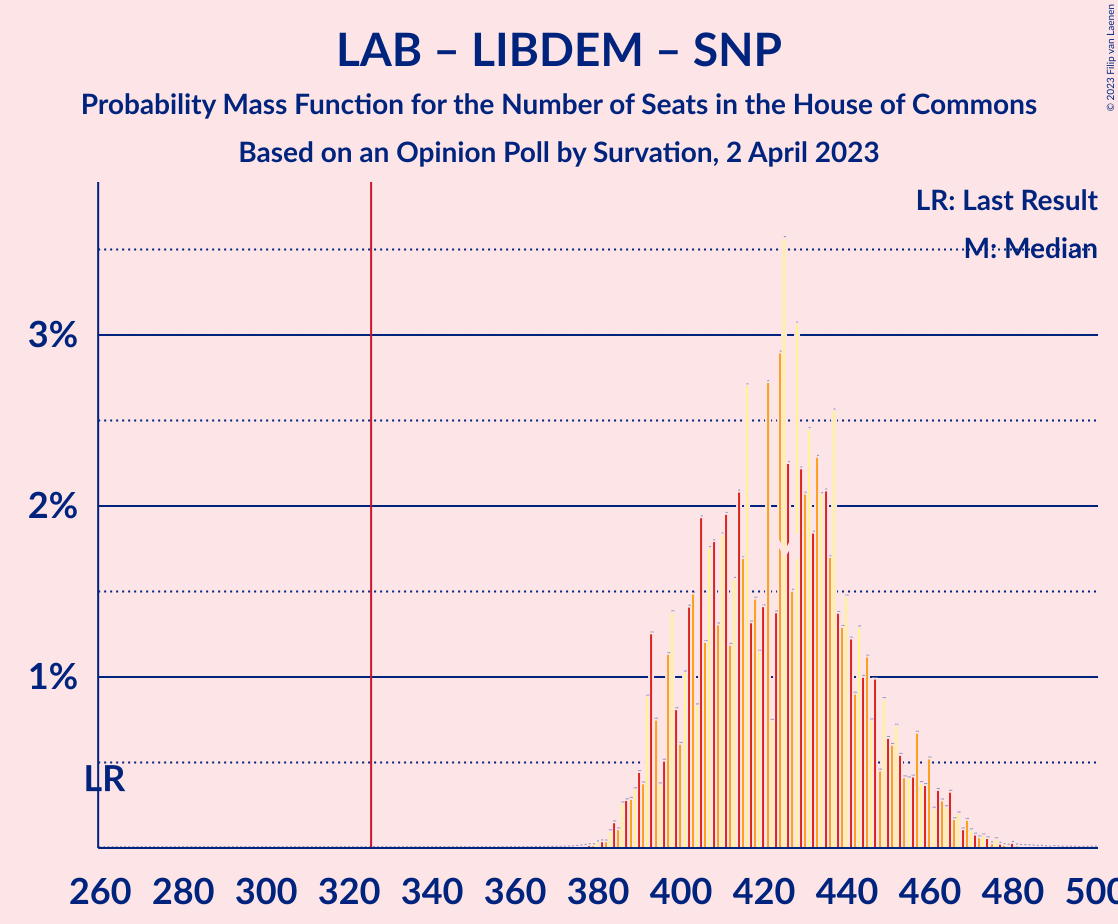 LAB – LIBDEM – SNP
Probability Mass Function for the Number of Seats in the House of Commons
Based on an Opinion Poll by Survation, 2 April 2023
© 2023 Filip van Laenen
LR: Last Result
M: Median
3%
2%
1%
LR
M
260 280 300 320 340 360 380 400 420 440 460 480 500